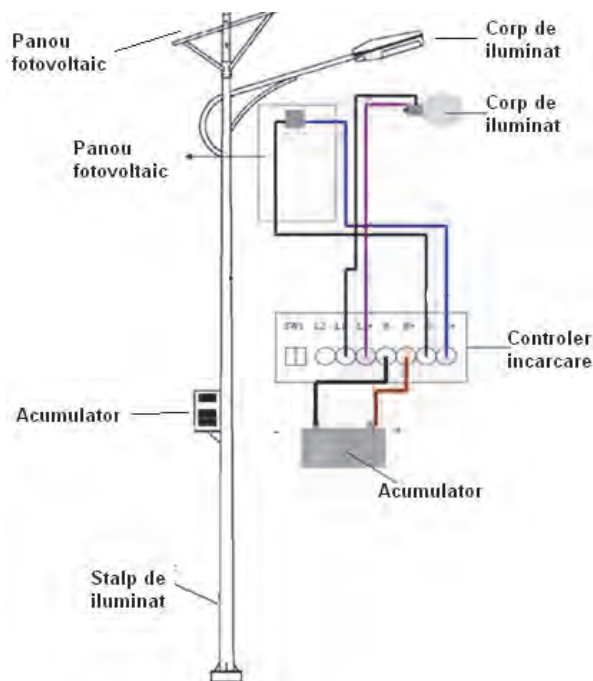 Panou
fotovoltaic
Corp de
iluminat
Corp de
iluminat
Panou
fotovoltaic
SW1 L2 L1 L+ B- B+
Controler
incarcare
Acumulator
- +
Acumulator
Stalp de
iluminat